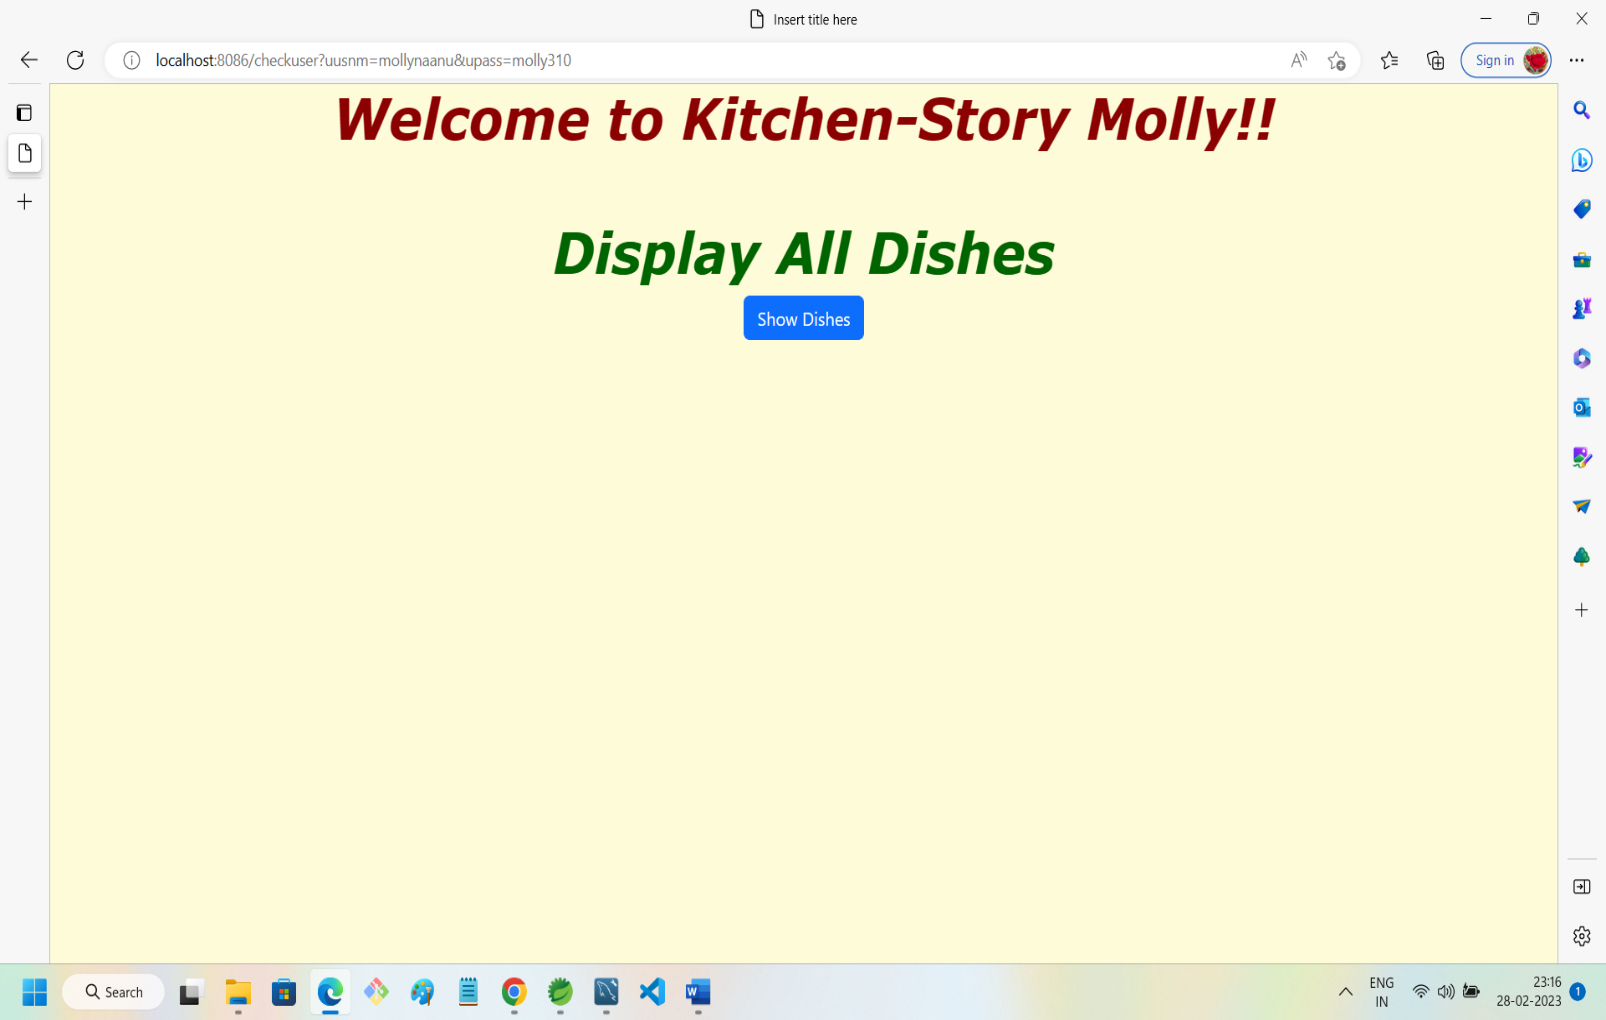 Insert title here
localhost:8086/checkuser?uusnm=mollynaanu&upass=molly310
Sign in
Welcome to Kitchen-Story Molly!!
Display All Dishes
Show Dishes
Search
ENG
IN
23:16
28-02-2023
1